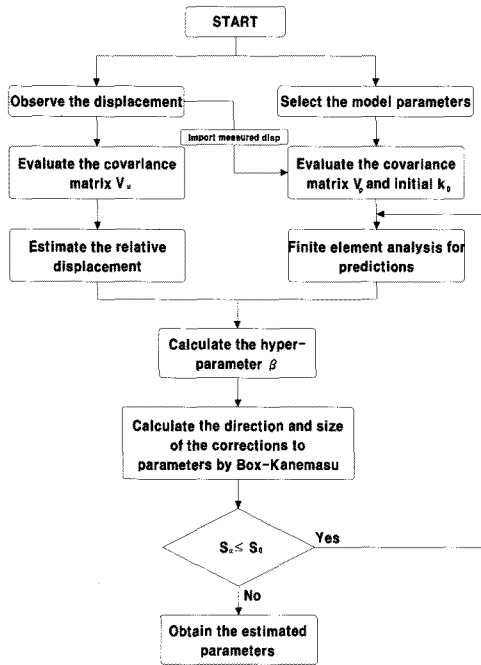 START
Observe the displacement
Select the model parameters
Import measured disp
Evaluate the covariance
matrix Vᵤ
Evaluate the covariance
matrix Vₚ and initial k₀
Estimate the relative
displacement
Finite element analysis for
predictions
Calculate the hyper-
parameter β
Calculate the direction and size
of the corrections to
parameters by Box-Kanemasu
Sα ≤ S₀
Yes
No
Obtain the estimated
parameters